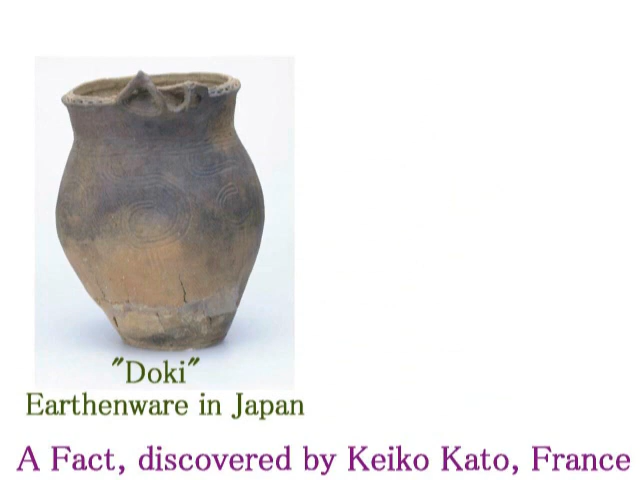 "Doki"
Earthenware in Japan
A Fact, discovered by Keiko Kato, France